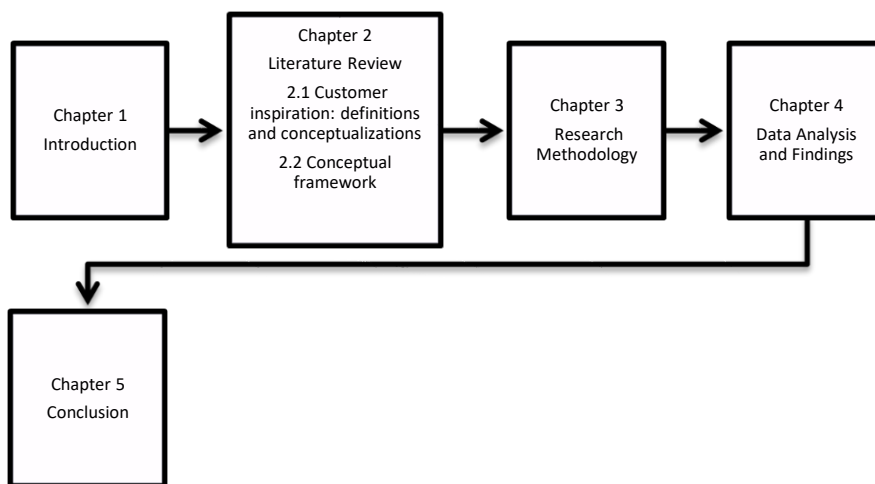 Chapter 1
Introduction
Chapter 2
Literature Review
2.1 Customer
inspiration: definitions
and conceptualizations
2.2 Conceptual
framework
Chapter 3
Research
Methodology
Chapter 4
Data Analysis
and Findings
Chapter 5
Conclusion